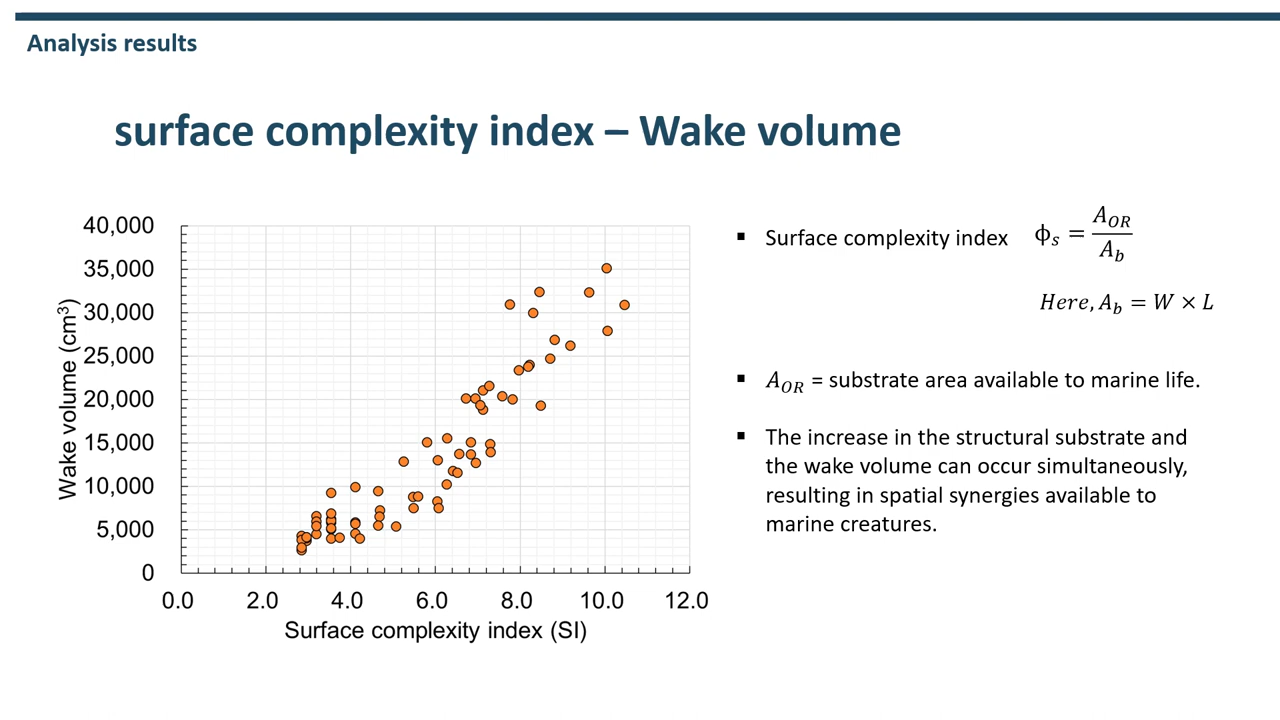 Analysis results
surface complexity index – Wake volume
40,000
35,000
30,000
25,000
20,000
15,000
10,000
5,000
0
Wake volume (cm³)
0.0 2.0 4.0 6.0 8.0 10.0 12.0
Surface complexity index (SI)
▪ Surface complexity index ϕₛ = A_OR / A_b
Here, A_b = W × L
▪ A_OR = substrate area available to marine life.
▪ The increase in the structural substrate and
the wake volume can occur simultaneously,
resulting in spatial synergies available to
marine creatures.